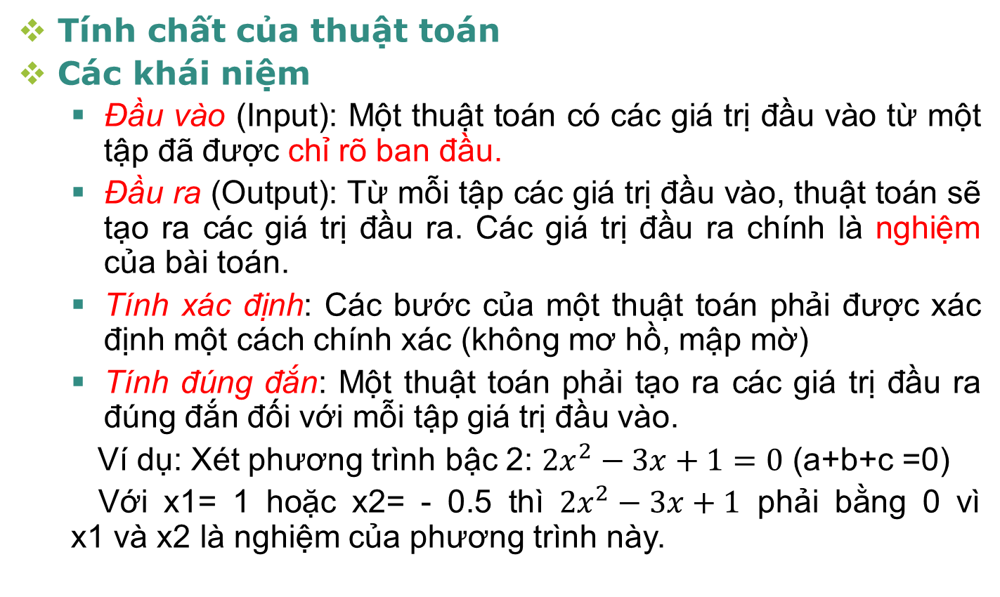 ❖ Tính chất của thuật toán
❖ Các khái niệm
▪ Đầu vào (Input): Một thuật toán có các giá trị đầu vào từ một
tập đã được chỉ rõ ban đầu.
▪ Đầu ra (Output): Từ mỗi tập các giá trị đầu vào, thuật toán sẽ
tạo ra các giá trị đầu ra. Các giá trị đầu ra chính là nghiệm
của bài toán.
▪ Tính xác định: Các bước của một thuật toán phải được xác
định một cách chính xác (không mơ hồ, mập mờ)
▪ Tính đúng đắn: Một thuật toán phải tạo ra các giá trị đầu ra
đúng đắn đối với mỗi tập giá trị đầu vào.
Ví dụ: Xét phương trình bậc 2: 2x² − 3x + 1 = 0 (a+b+c =0)
Với x1= 1 hoặc x2= - 0.5 thì 2x² − 3x + 1 phải bằng 0 vì
x1 và x2 là nghiệm của phương trình này.